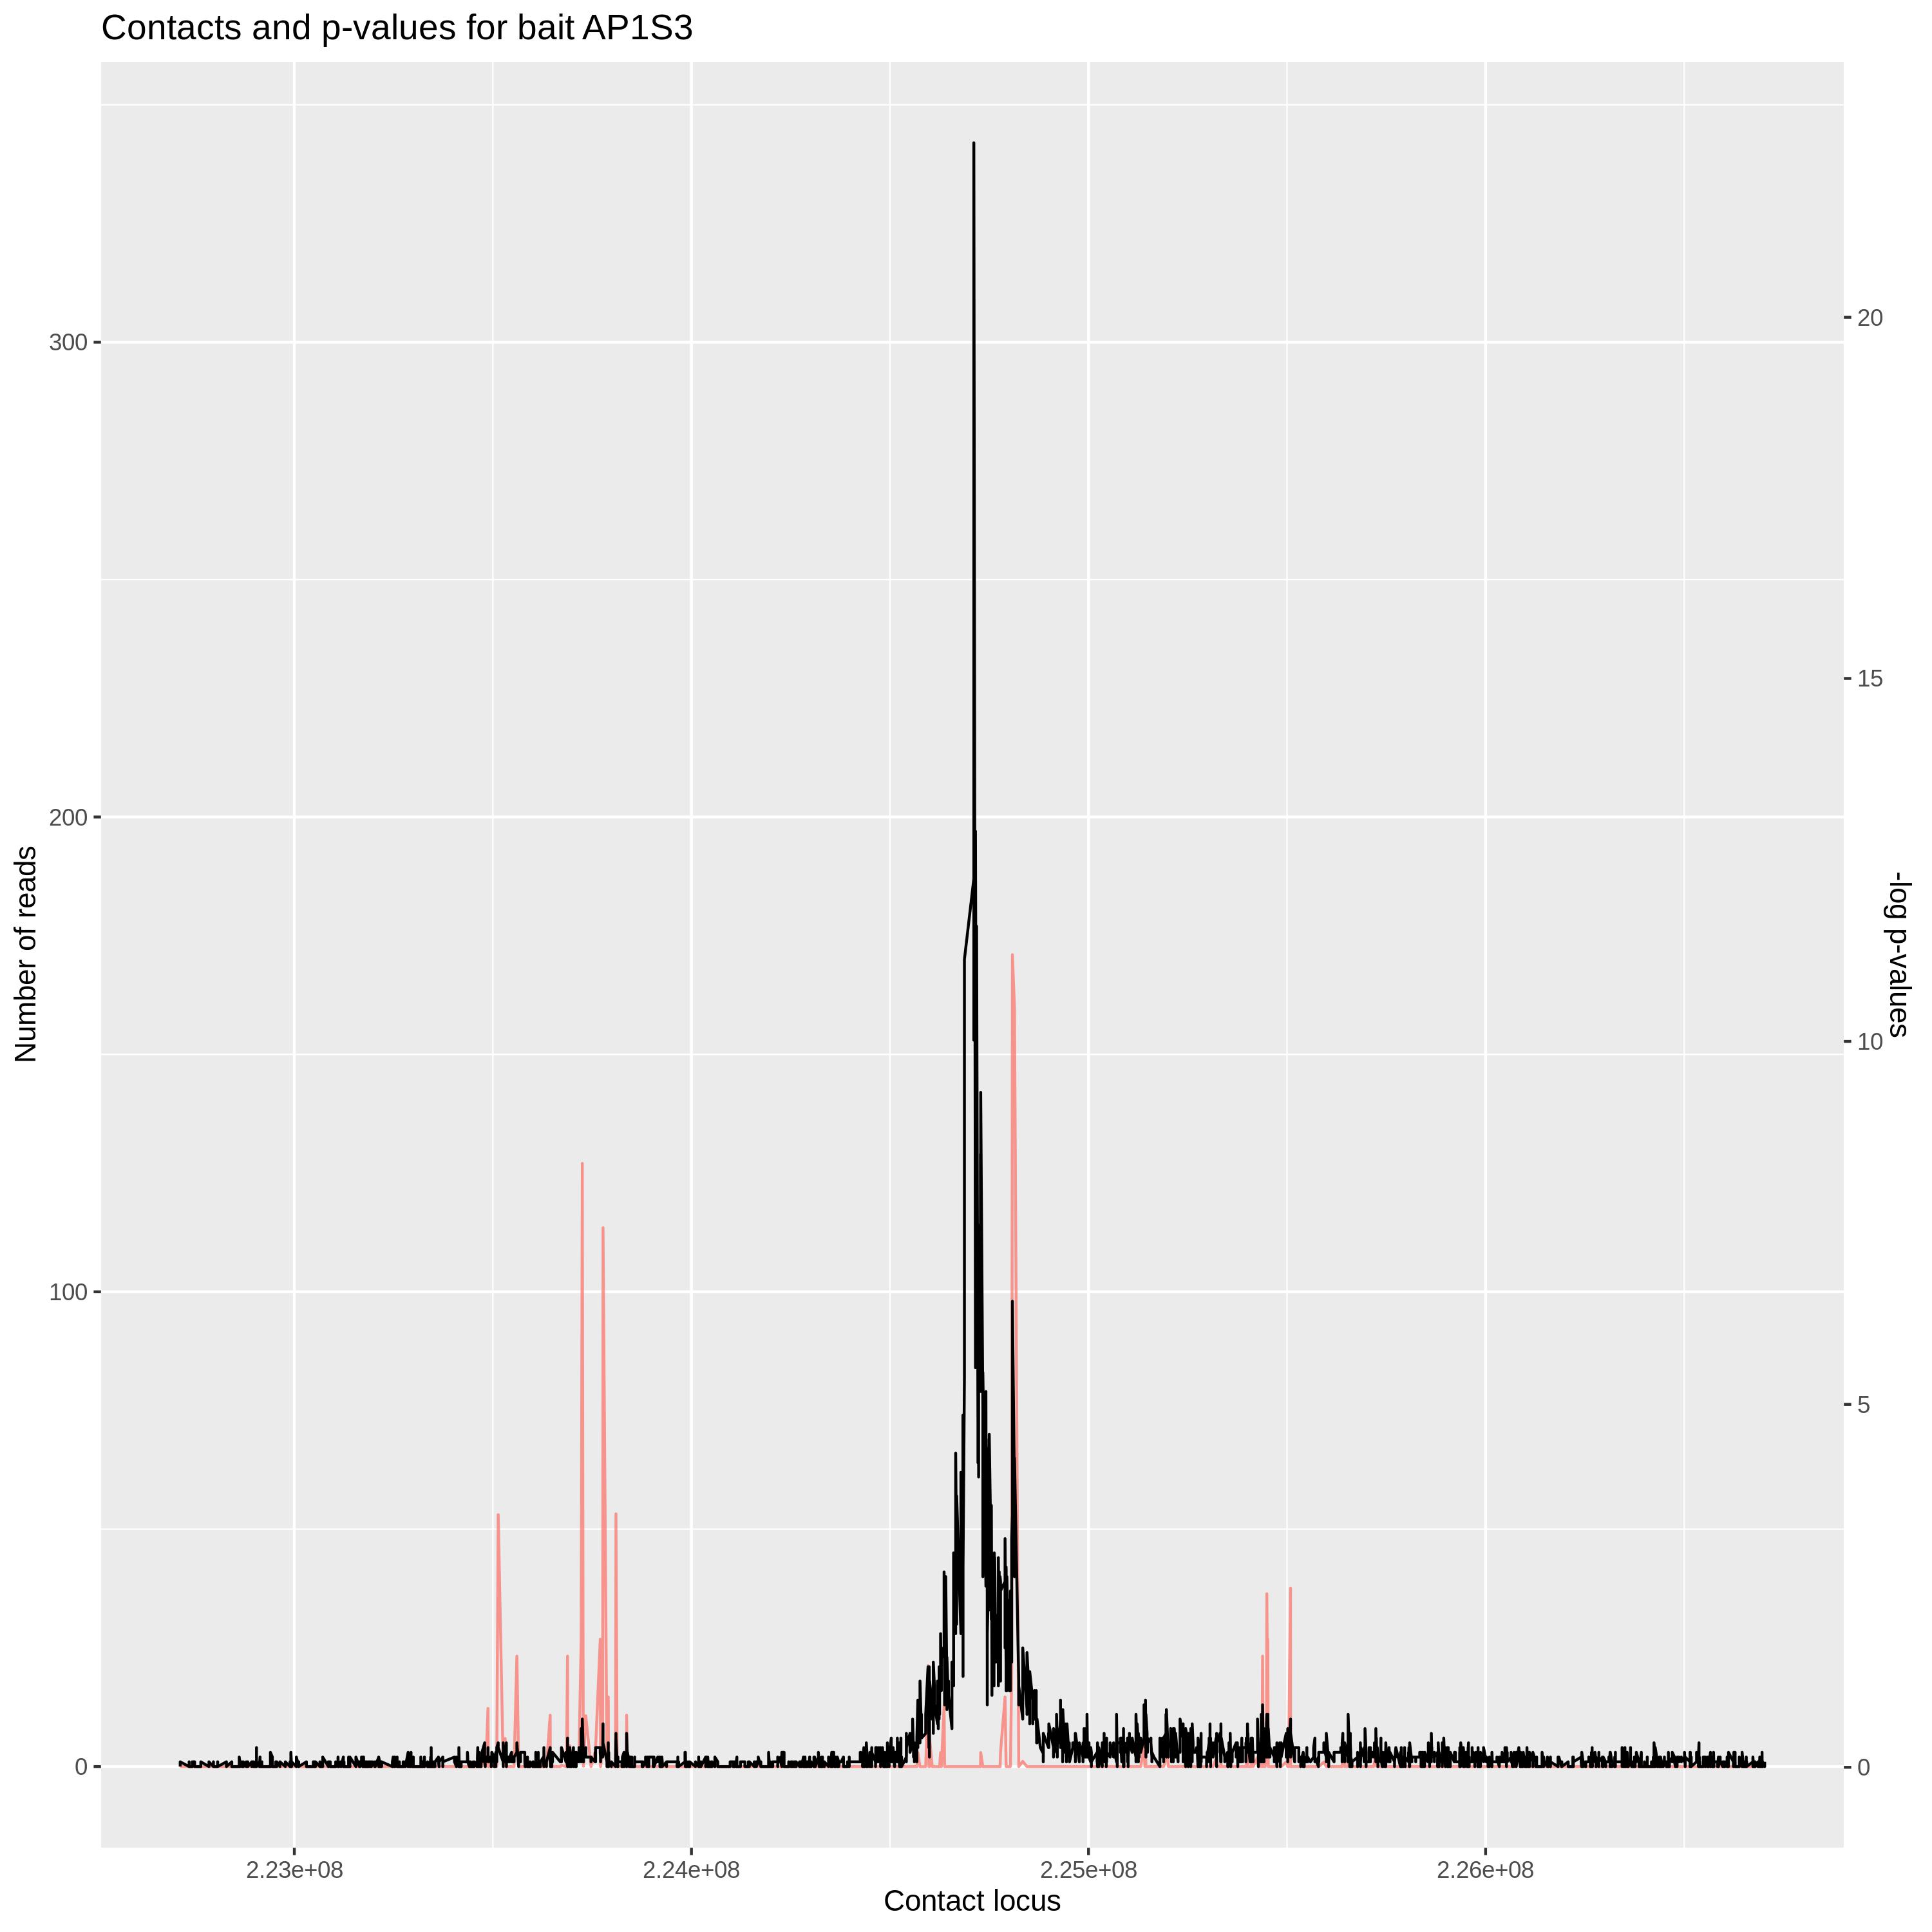 Contacts and p-values for bait AP1S3
300
200
100
0
Number of reads
20
15
10
5
0
-log p-values
2.23e+08
2.24e+08
2.25e+08
2.26e+08
Contact locus